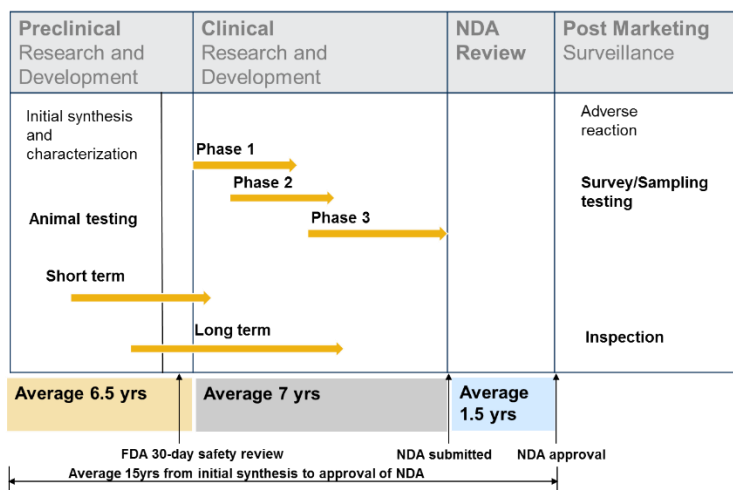 Preclinical
Research and
Development
Clinical
Research and
Development
NDA
Review
Post Marketing
Surveillance
Initial synthesis
and
characterization
Adverse
reaction
Phase 1
Phase 2
Survey/Sampling
testing
Animal testing
Phase 3
Short term
Long term
Inspection
Average 6.5 yrs
Average 7 yrs
Average
1.5 yrs
FDA 30-day safety review
NDA submitted
NDA approval
Average 15yrs from initial synthesis to approval of NDA